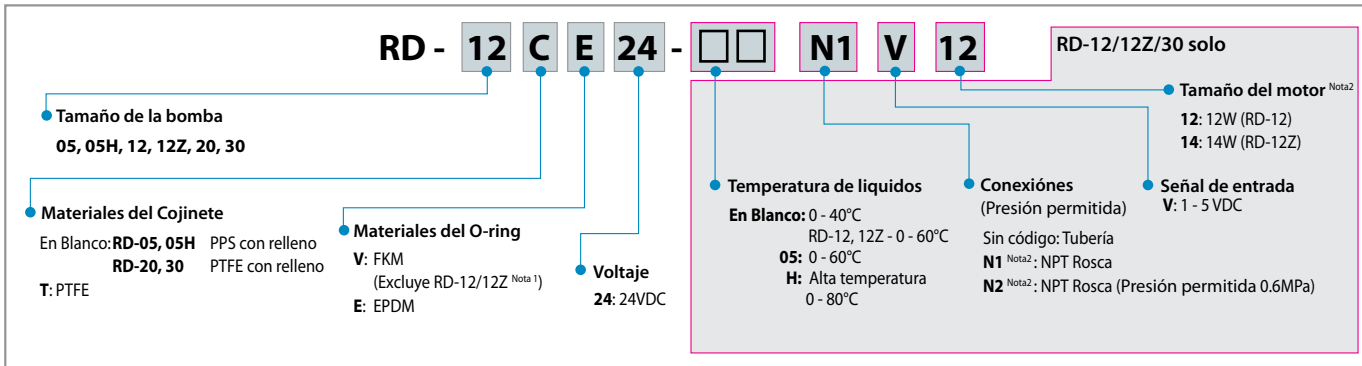 RD - 12 C E 24 - □□ N1 V 12
RD-12/12Z/30 solo
Tamaño de la bomba
05, 05H, 12, 12Z, 20, 30
Materiales del Cojinete
En Blanco: RD-05, 05H PPS con relleno
RD-20, 30 PTFE con relleno
T: PTFE
Materiales del O-ring
V: FKM
(Excluye RD-12/12Z Nota 1)
E: EPDM
Voltaje
24: 24VDC
Temperatura de liquidos
En Blanco: 0 - 40°C
RD-12, 12Z - 0 - 60°C
05: 0 - 60°C
H: Alta temperatura
0 - 80°C
Conexiónes
(Presión permitida)
Sin código: Tubería
N1 Nota2: NPT Rosca
N2 Nota2: NPT Rosca (Presión permitida 0.6MPa)
Señal de entrada
V: 1 - 5 VDC
Tamaño del motor Nota2
12: 12W (RD-12)
14: 14W (RD-12Z)